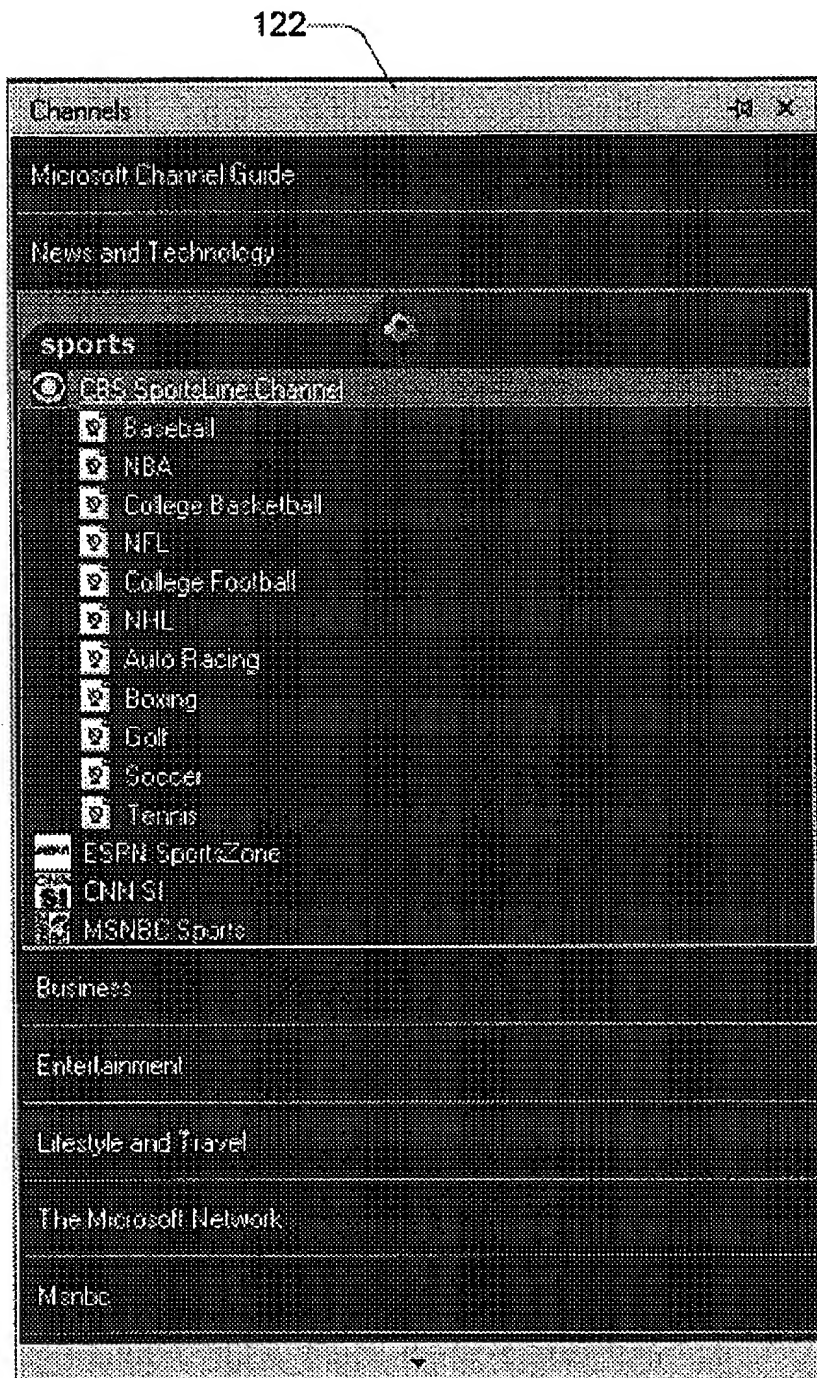 122
Channels
Microsoft Channel Guide
News and Technology
sports
CBS SportsLine Channel
Baseball
NBA
College Basketball
NFL
College Football
NHL
Auto Racing
Boxing
Golf
Soccer
Tennis
ESPN SportsZone
SI CNN SI
MSNBC Sports
Business
Entertainment
Lifestyle and Travel
The Microsoft Network
Msnbc